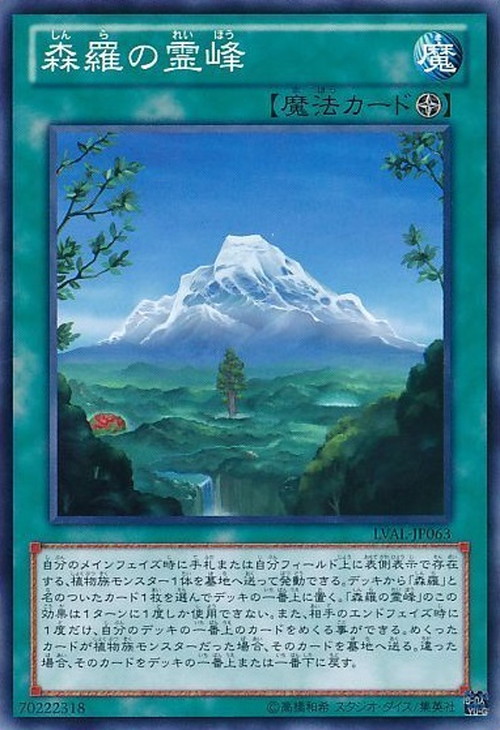 森羅の霊峰
魔
【魔法カード】
LVAL-JP063
自分のメインフェイズ時に手札または自分フィールド上に表側表示で存在
する、植物族モンスター1体を墓地へ送って発動できる。デッキから「森羅」と
名のついたカード1枚を選んでデッキの一番上に置く。「森羅の霊峰」のこの
効果は1ターンに1度しか使用できない。また、相手のエンドフェイズ時に
1度だけ、自分のデッキの一番上のカードをめくる事ができる。めくった
カードが植物族モンスターだった場合、そのカードを墓地へ送る。違った
場合、そのカードをデッキの一番上または一番下に戻す。
70222318
©高橋和希 スタジオ・ダイス/集英社